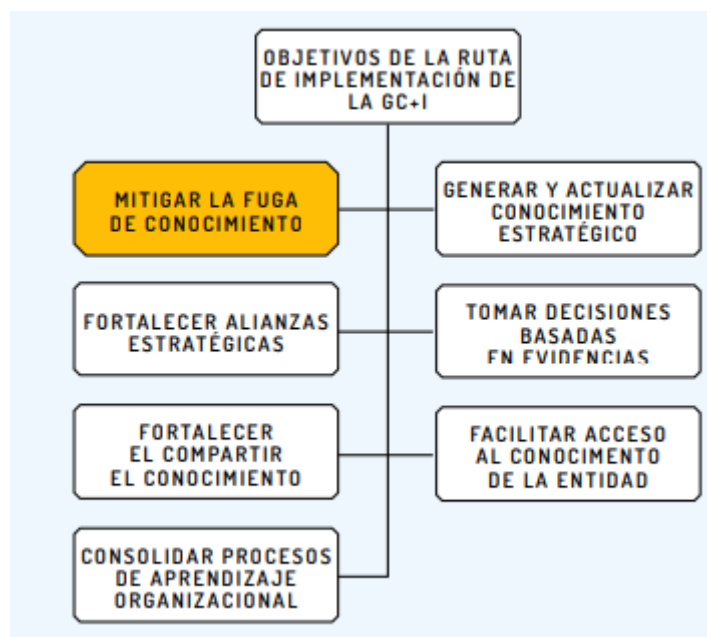 OBJETIVOS DE LA RUTA
DE IMPLEMENTACIÓN DE
LA GC+I
MITIGAR LA FUGA
DE CONOCIMIENTO
GENERAR Y ACTUALIZAR
CONOCIMIENTO
ESTRATÉGICO
FORTALECER ALIANZAS
ESTRATÉGICAS
TOMAR DECISIONES
BASADAS
EN EVIDENCIAS
FORTALECER
EL COMPARTIR
EL CONOCIMIENTO
FACILITAR ACCESO
AL CONOCIMENTO
DE LA ENTIDAD
CONSOLIDAR PROCESOS
DE APRENDIZAJE
ORGANIZACIONAL